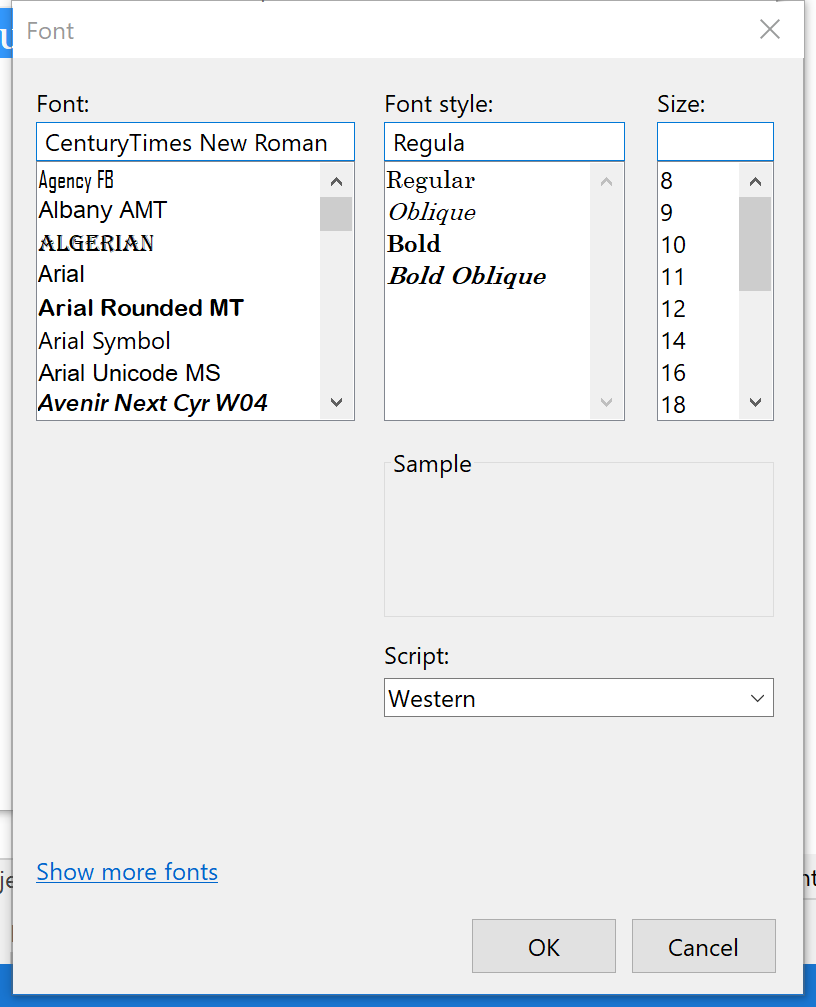 Font
Font:
CenturyTimes New Roman
Agency FB
Albany AMT
ALGERIAN
Arial
Arial Rounded MT
Arial Symbol
Arial Unicode MS
Avenir Next Cyr W04
Font style:
Regula
Regular
Oblique
Bold
Bold Oblique
Size:
8
9
10
11
12
14
16
18
Sample
Script:
Western
Show more fonts
OK
Cancel